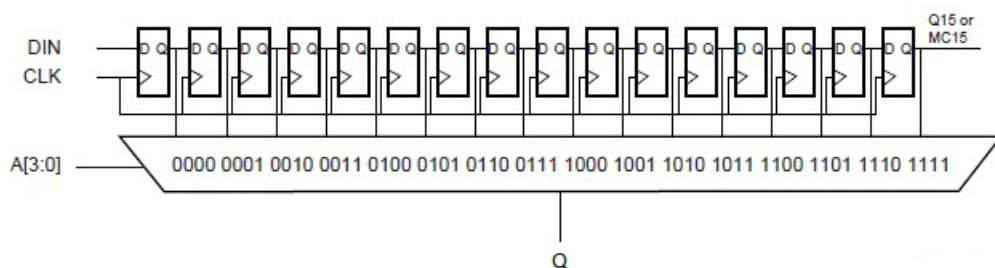 Q15 or
MC15
DIN
D Q D Q D Q D Q D Q D Q D Q D Q D Q D Q D Q D Q D Q D Q D Q D Q
CLK
A[3:0]
0000 0001 0010 0011 0100 0101 0110 0111 1000 1001 1010 1011 1100 1101 1110 1111
Q